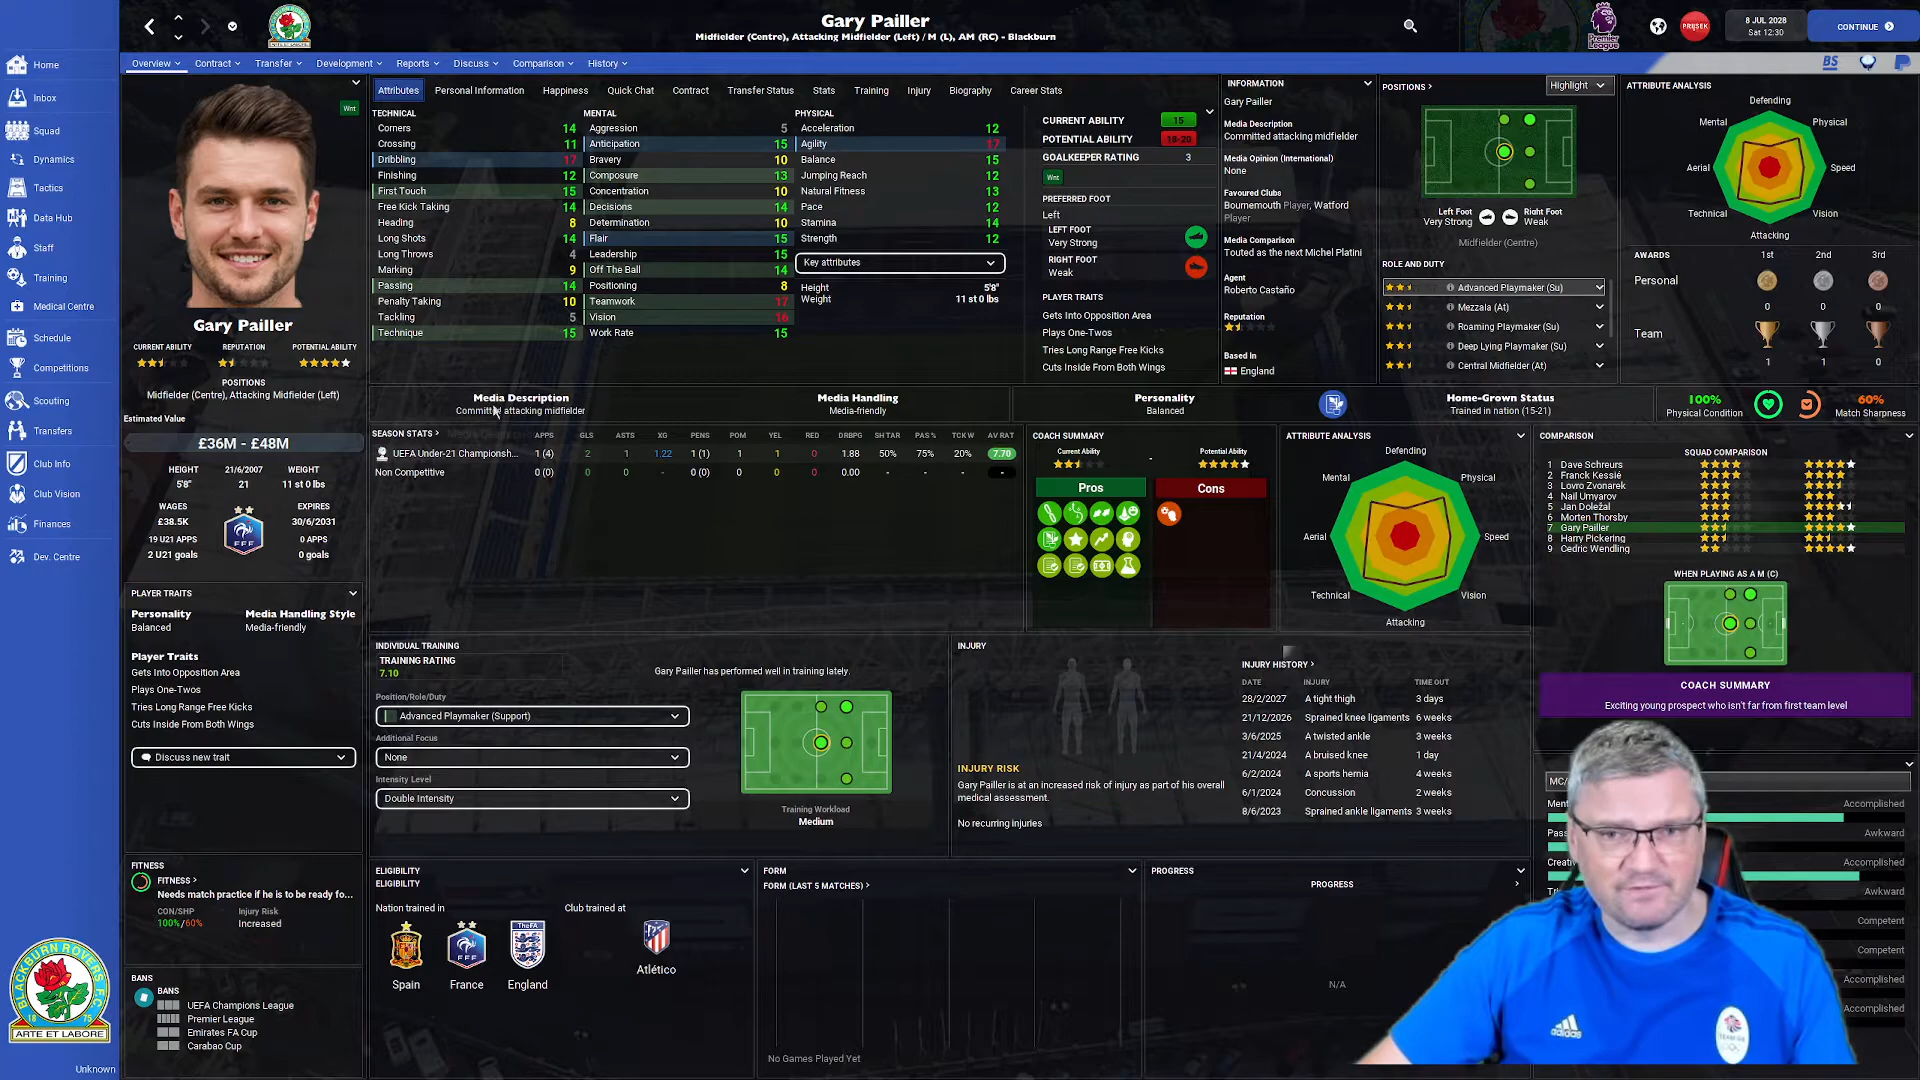 Gary Pailler
Midfielder (Centre), Attacking Midfielder (Left) / M (L), AM (RC) - Blackburn
8 JUL 2028
Sat 12:30
CONTINUE
Home
Inbox
Squad
Dynamics
Tactics
Data Hub
Staff
Training
Medical Centre
Schedule
Competitions
Scouting
Transfers
Club Info
Club Vision
Finances
Dev. Centre
Unknown
Overview Contract Transfer Development Reports Discuss Comparison History
Wnt
Gary Pailler
CURRENT ABILITY REPUTATION POTENTIAL ABILITY
POSITIONS
Midfielder (Centre), Attacking Midfielder (Left)
Estimated Value
£36M - £48M
HEIGHT 21/6/2007 WEIGHT
5'8" 21 11 st 0 lbs
WAGES EXPIRES
£38.5K 30/6/2031
19 U21 APPS 0 APPS
2 U21 goals 0 goals
FFF
PLAYER TRAITS
Personality Media Handling Style
Balanced Media-friendly
Player Traits
Gets Into Opposition Area
Plays One-Twos
Tries Long Range Free Kicks
Cuts Inside From Both Wings
Discuss new trait
FITNESS
FITNESS >
Needs match practice if he is to be ready fo...
CON/SHP Injury Risk
100%/60% Increased
BANS
BANS
UEFA Champions League
Premier League
Emirates FA Cup
Carabao Cup
Attributes Personal Information Happiness Quick Chat Contract Transfer Status Stats Training Injury Biography Career Stats
TECHNICAL
Corners 14
Crossing 11
Dribbling 17
Finishing 12
First Touch 15
Free Kick Taking 14
Heading 8
Long Shots 14
Long Throws 4
Marking 9
Passing 14
Penalty Taking 10
Tackling 5
Technique 15
MENTAL
Aggression 5
Anticipation 15
Bravery 10
Composure 13
Concentration 10
Decisions 14
Determination 10
Flair 15
Leadership 15
Off The Ball 14
Positioning 8
Teamwork 17
Vision 16
Work Rate 15
PHYSICAL
Acceleration 12
Agility 17
Balance 15
Jumping Reach 12
Natural Fitness 13
Pace 12
Stamina 14
Strength 12
Key attributes
Height 5'8"
Weight 11 st 0 lbs
CURRENT ABILITY 15
POTENTIAL ABILITY 18-20
GOALKEEPER RATING 3
Wnt
PREFERRED FOOT
Left
LEFT FOOT
Very Strong
RIGHT FOOT
Weak
PLAYER TRAITS
Gets Into Opposition Area
Plays One-Twos
Tries Long Range Free Kicks
Cuts Inside From Both Wings
INFORMATION
Gary Pailler
Media Description
Committed attacking midfielder
Media Opinion (International)
None
Favoured Clubs
Bournemouth Player, Watford
Player
Media Comparison
Touted as the next Michel Platini
Agent
Roberto Castaño
Reputation
Based In
England
POSITIONS >
Highlight
Left Foot Right Foot
Very Strong Weak
Midfielder (Centre)
ROLE AND DUTY
Advanced Playmaker (Su)
Mezzala (At)
Roaming Playmaker (Su)
Deep Lying Playmaker (Su)
Central Midfielder (At)
ATTRIBUTE ANALYSIS
Defending
Mental Physical
Aerial Speed
Technical Vision
Attacking
AWARDS 1st 2nd 3rd
Personal
0 0 0
Team
1 1 0
Media Description
Committed attacking midfielder
Media Handling
Media-friendly
Personality
Balanced
Home-Grown Status
Trained in nation (15-21)
100%
Physical Condition
60%
Match Sharpness
SEASON STATS > APPS GLS ASTS XG PENS POM YEL RED DRBPG SH TAR PAS % TCK W AV RAT
UEFA Under-21 Championsh... 1 (4) 2 1 1.22 1 (1) 1 1 0 1.88 50% 75% 20% 7.70
Non Competitive 0 (0) 0 0 - 0 (0) 0 0 0 0.00 - - - -
COACH SUMMARY
Current Ability - Potential Ability
Pros Cons
ATTRIBUTE ANALYSIS
Defending
Mental Physical
Aerial Speed
Technical Vision
Attacking
COMPARISON
SQUAD COMPARISON
1 Dave Schreurs
2 Franck Kessié
3 Lovro Zvonarek
4 Nail Umyarov
5 Jan Doležal
6 Morten Thorsby
7 Gary Pailler
8 Harry Pickering
9 Cedric Wendling
WHEN PLAYING AS A M (C)
COACH SUMMARY
Exciting young prospect who isn't far from first team level
INDIVIDUAL TRAINING
TRAINING RATING
7.10
Gary Pailler has performed well in training lately.
Position/Role/Duty
Advanced Playmaker (Support)
Additional Focus
None
Intensity Level
Double Intensity
Training Workload
Medium
INJURY
INJURY RISK
Gary Pailler is at an increased risk of injury as part of his overall
medical assessment.
No recurring injuries
INJURY HISTORY >
DATE INJURY TIME OUT
28/2/2027 A tight thigh 3 days
21/12/2026 Sprained knee ligaments 6 weeks
3/6/2025 A twisted ankle 3 weeks
21/4/2024 A bruised knee 1 day
6/2/2024 A sports hernia 4 weeks
6/1/2024 Concussion 2 weeks
8/6/2023 Sprained ankle ligaments 3 weeks
ELIGIBILITY
ELIGIBILITY
Nation trained in Club trained at
Spain France England Atlético
FORM
FORM (LAST 5 MATCHES) >
No Games Played Yet
PROGRESS
PROGRESS
N/A
MC/
Accomplished
Awkward
Accomplished
Awkward
Competent
Competent
Accomplished
Accomplished
adidas
BLACKBURN ROVERS F.C.
18 75
ARTE ET LABORE